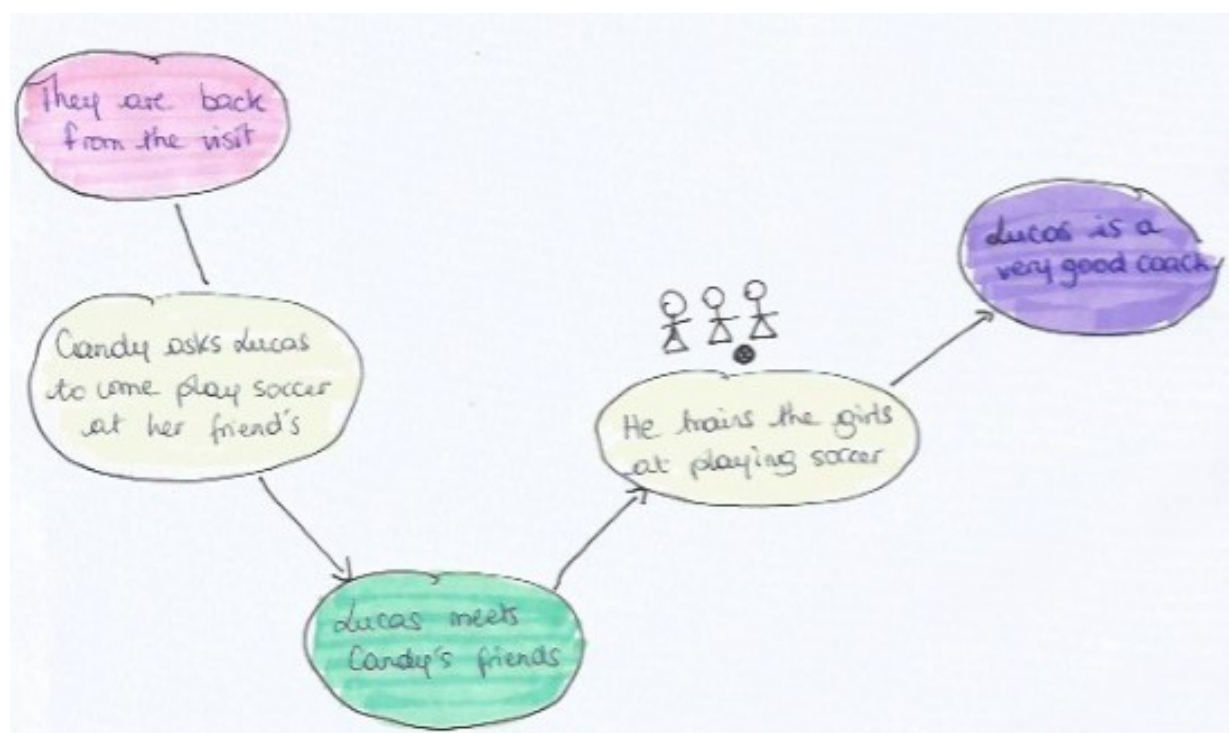 They are back
from the visit
Candy asks Lucas
to come play soccer
at her friend's
Lucas meets
Candy's friends
He trains the girls
at playing soccer
Lucas is a
very good coach